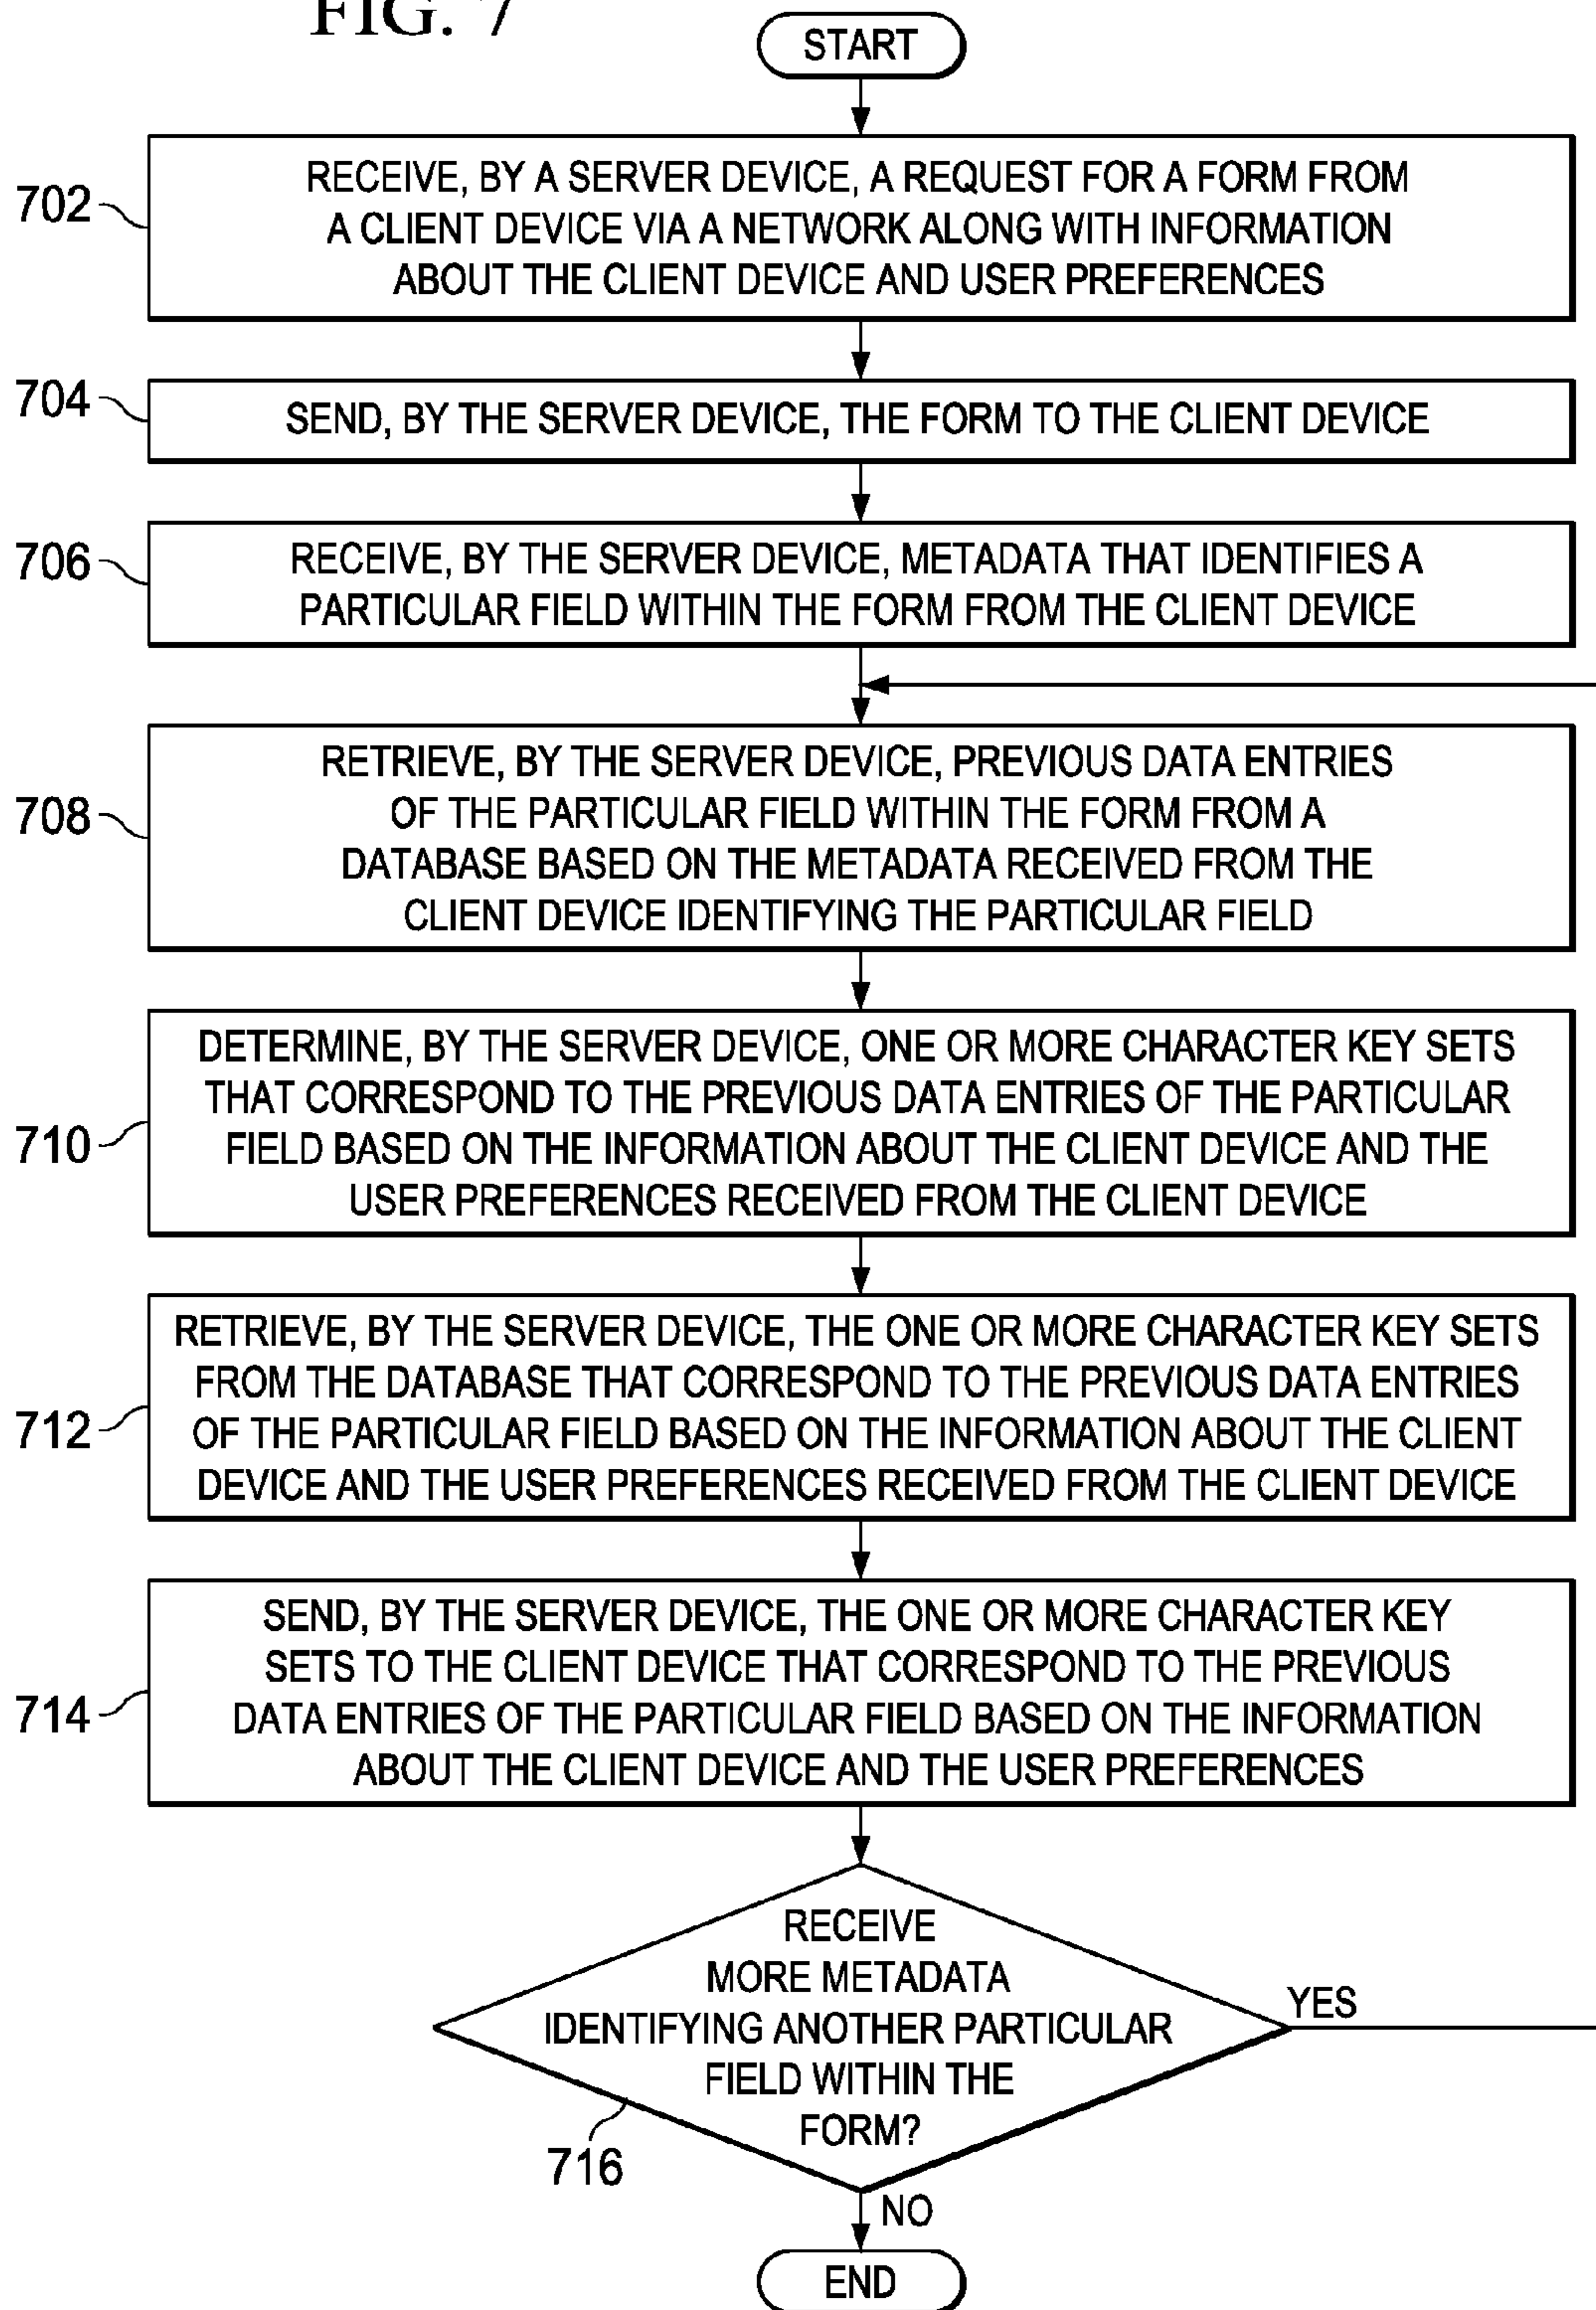 FIG. 7
START
702
RECEIVE, BY A SERVER DEVICE, A REQUEST FOR A FORM FROM
A CLIENT DEVICE VIA A NETWORK ALONG WITH INFORMATION
ABOUT THE CLIENT DEVICE AND USER PREFERENCES
704
SEND, BY THE SERVER DEVICE, THE FORM TO THE CLIENT DEVICE
706
RECEIVE, BY THE SERVER DEVICE, METADATA THAT IDENTIFIES A
PARTICULAR FIELD WITHIN THE FORM FROM THE CLIENT DEVICE
708
RETRIEVE, BY THE SERVER DEVICE, PREVIOUS DATA ENTRIES
OF THE PARTICULAR FIELD WITHIN THE FORM FROM A
DATABASE BASED ON THE METADATA RECEIVED FROM THE
CLIENT DEVICE IDENTIFYING THE PARTICULAR FIELD
710
DETERMINE, BY THE SERVER DEVICE, ONE OR MORE CHARACTER KEY SETS
THAT CORRESPOND TO THE PREVIOUS DATA ENTRIES OF THE PARTICULAR
FIELD BASED ON THE INFORMATION ABOUT THE CLIENT DEVICE AND THE
USER PREFERENCES RECEIVED FROM THE CLIENT DEVICE
712
RETRIEVE, BY THE SERVER DEVICE, THE ONE OR MORE CHARACTER KEY SETS
FROM THE DATABASE THAT CORRESPOND TO THE PREVIOUS DATA ENTRIES
OF THE PARTICULAR FIELD BASED ON THE INFORMATION ABOUT THE CLIENT
DEVICE AND THE USER PREFERENCES RECEIVED FROM THE CLIENT DEVICE
714
SEND, BY THE SERVER DEVICE, THE ONE OR MORE CHARACTER KEY
SETS TO THE CLIENT DEVICE THAT CORRESPOND TO THE PREVIOUS
DATA ENTRIES OF THE PARTICULAR FIELD BASED ON THE INFORMATION
ABOUT THE CLIENT DEVICE AND THE USER PREFERENCES
RECEIVE
MORE METADATA
IDENTIFYING ANOTHER PARTICULAR
FIELD WITHIN THE
FORM?
YES
716
NO
END